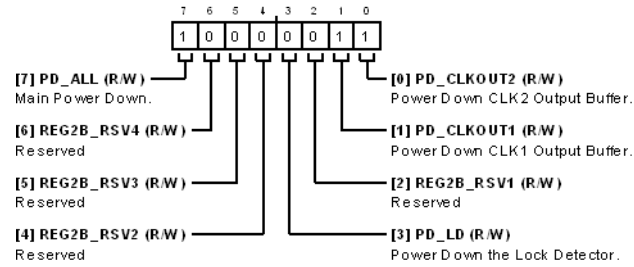 7 6 5 4 3 2 1 0
1 0 0 0 0 0 1 1
[7] PD_ALL (R/W)
Main Power Down.
[6] REG2B_RSV4 (R/W)
Reserved
[5] REG2B_RSV3 (R/W)
Reserved
[4] REG2B_RSV2 (R/W)
Reserved
[0] PD_CLKOUT2 (R/W)
Power Down CLK2 Output Buffer.
[1] PD_CLKOUT1 (R/W)
Power Down CLK1 Output Buffer.
[2] REG2B_RSV1 (R/W)
Reserved
[3] PD_LD (R/W)
Power Down the Lock Detector.